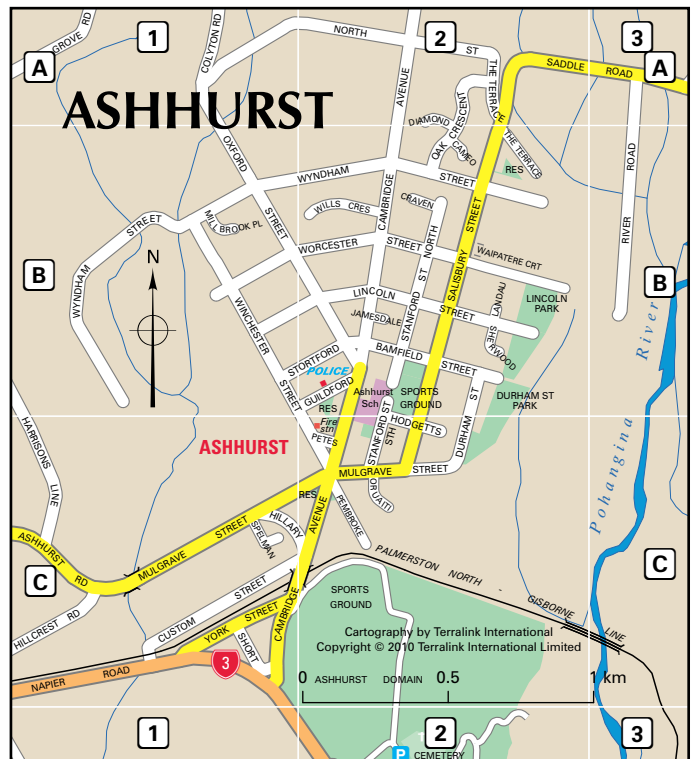 GROVE RD
1
COLYTON RD
NORTH
ST
2
3
A
A
SADDLE ROAD
THE TERRACE
AVENUE
ASHHURST
DIAMOND
OAK CRESCENT
CAMEO
THE TERRACE
RES
RIVER ROAD
OXFORD
STREET
WYNDHAM
STREET
WILLS CRES
CRAVEN
CAMBRIDGE
MILLBROOK PL
WYNDHAM
STREET
WORCESTER
STREET
WAIPATERE CRT
STANFORD ST NORTH
SALISBURY
STREET
N
B
B
LINCOLN
STREET
JAMESDALE
SHERWOOD
LANDAU
LINCOLN
PARK
WINCHESTER
STREET
STORTFORD
BAMFIELD
STREET
POLICE
GUILDFORD
Ashhurst
Sch
SPORTS
GROUND
DURHAM ST
PARK
RES
Fire
stn
PETES
STANFORD ST
STH
HODGETTS
DURHAM
ST
HARRISONS
LINE
ASHHURST
MULGRAVE
STREET
ORUAITI
RES
PEMBROKE
Pohangina River
ASHHURST RD
MULGRAVE
STREET
HILLARY
SPELMAN
AVENUE
CAMBRIDGE
C
C
PALMERSTON NORTH - GISBORNE LINE
HILLCREST RD
CUSTOM
STREET
YORK STREET
SHORT
SPORTS
GROUND
Cartography by Terralink International
Copyright © 2010 Terralink International Limited
NAPIER ROAD
3
0
0.5
1 km
ASHHURST DOMAIN
1
2
3
P
CEMETERY